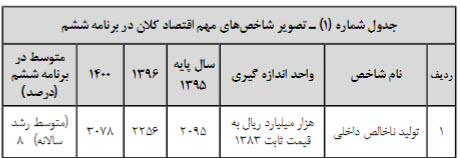 جدول شماره (۱) ــ تصویر شاخص‌های مهم اقتصاد کلان در برنامه ششم
ردیف نام شاخص واحد اندازه گیری سال پایه ۱۳۹۵ ۱۳۹۶ ۱۴۰۰ متوسط در برنامه ششم (درصد)
۱ تولید ناخالص داخلی هزار میلیارد ریال به قیمت ثابت ۱۳۸۳ ۲۰۹۵ ۲۲۵۶ ۳۰۷۸ (متوسط رشد سالانه) ۸